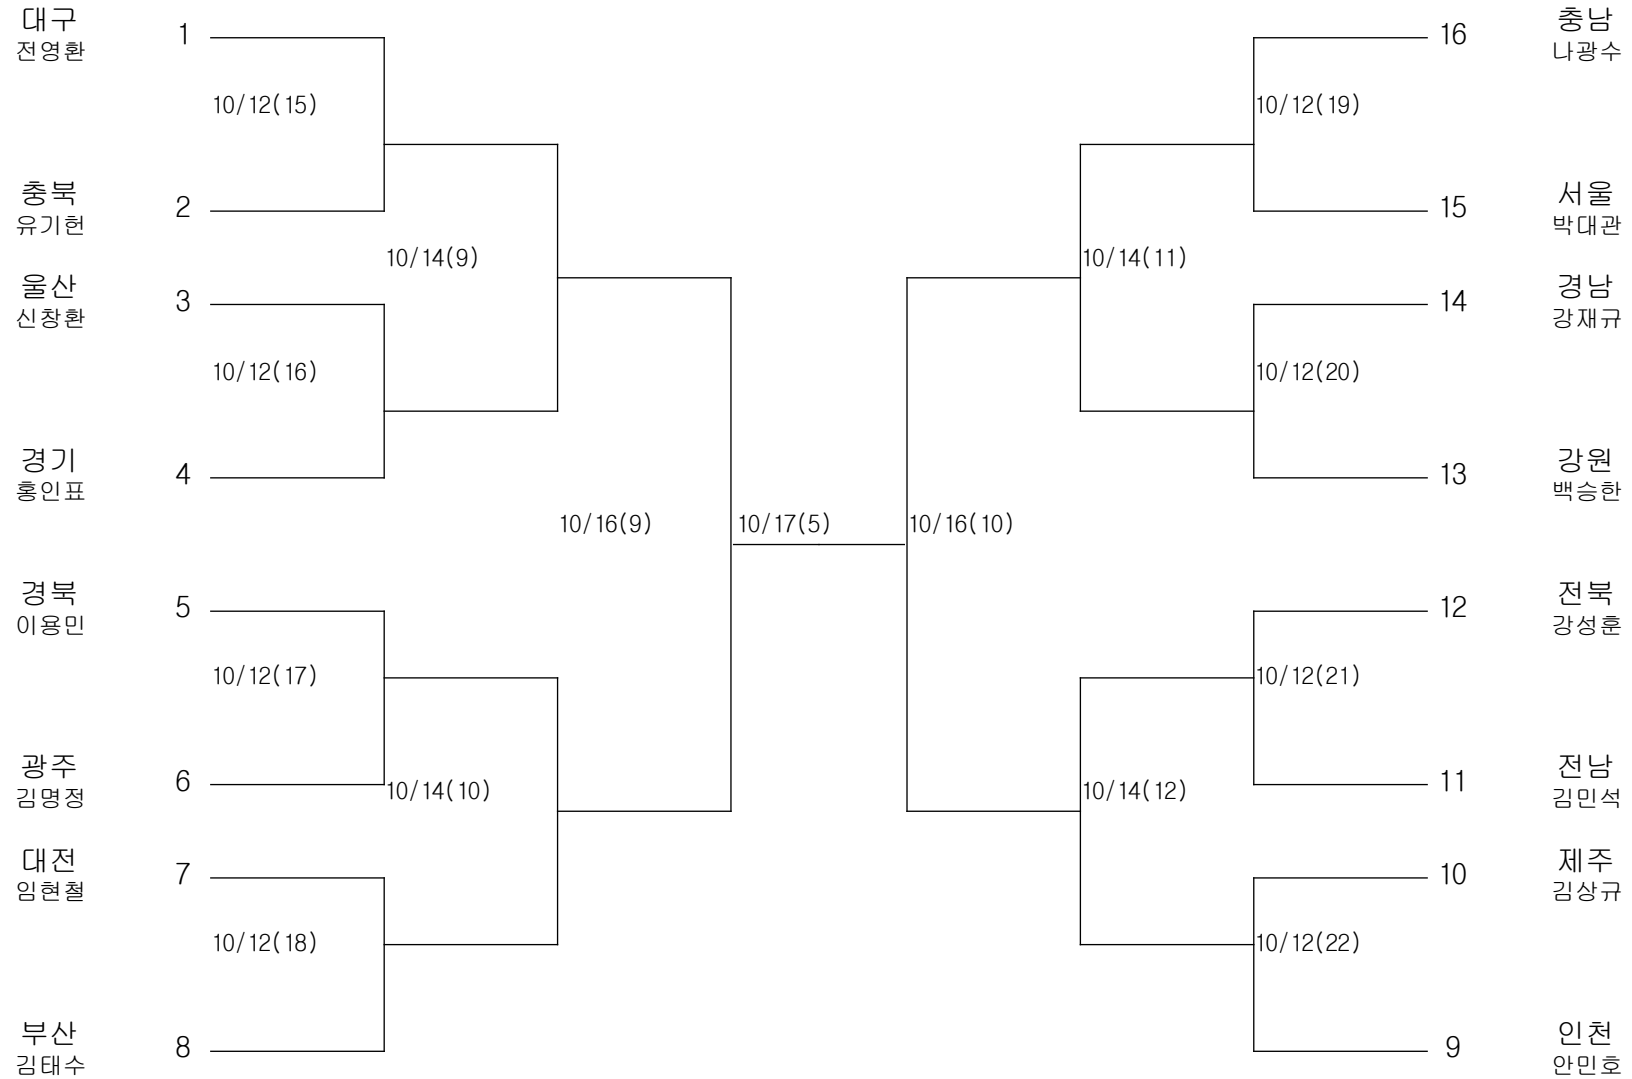 대구
전영환
1
16
충남
나광수
10/12(15)
10/12(19)
충북
유기헌
2
15
서울
박대관
10/14(9)
10/14(11)
울산
신창환
3
14
경남
강재규
10/12(16)
10/12(20)
경기
홍인표
4
13
강원
백승한
10/16(9)
10/17(5)
10/16(10)
경북
이용민
5
12
전북
강성훈
10/12(17)
10/12(21)
광주
김명정
6
11
전남
김민석
10/14(10)
10/14(12)
대전
임현철
7
10
제주
김상규
10/12(18)
10/12(22)
부산
김태수
8
9
인천
안민호